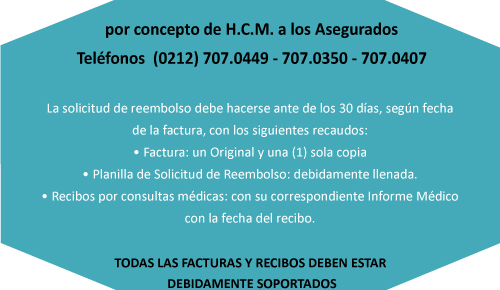 por concepto de H.C.M. a los Asegurados
Teléfonos (0212) 707.0449 - 707.0350 - 707.0407
La solicitud de reembolso debe hacerse ante de los 30 días, según fecha
de la factura, con los siguientes recaudos:
• Factura: un Original y una (1) sola copia
• Planilla de Solicitud de Reembolso: debidamente llenada.
• Recibos por consultas médicas: con su correspondiente Informe Médico
con la fecha del recibo.
TODAS LAS FACTURAS Y RECIBOS DEBEN ESTAR
DEBIDAMENTE SOPORTADOS